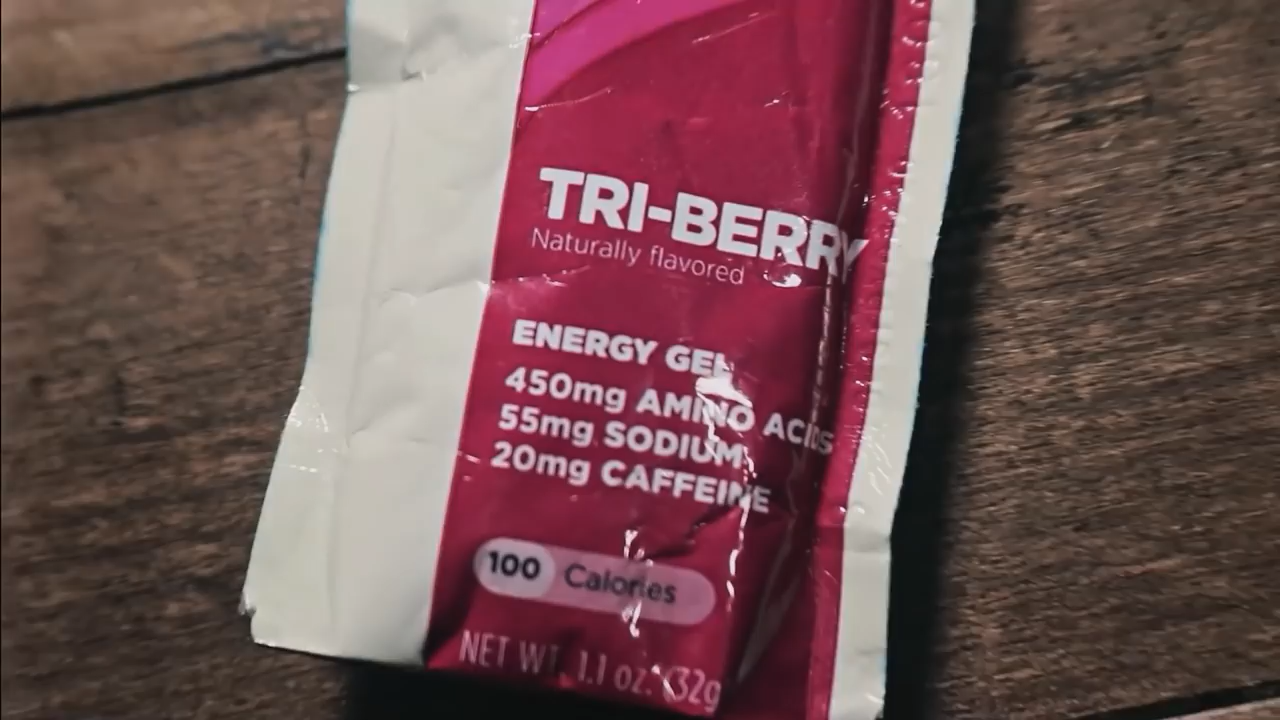 TRI-BERRY
Naturally flavored
ENERGY GEL
450mg AMINO ACIDS
55mg SODIUM
20mg CAFFEINE
100 Calories
NET WT. 1.1 oz. (32g